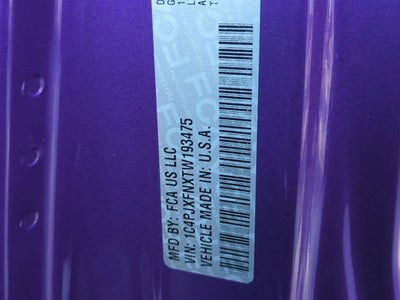 MFD BY: FCA US LLC
VIN: 1C4PJXFNXTW193475
VEHICLE MADE IN: U.S.A.